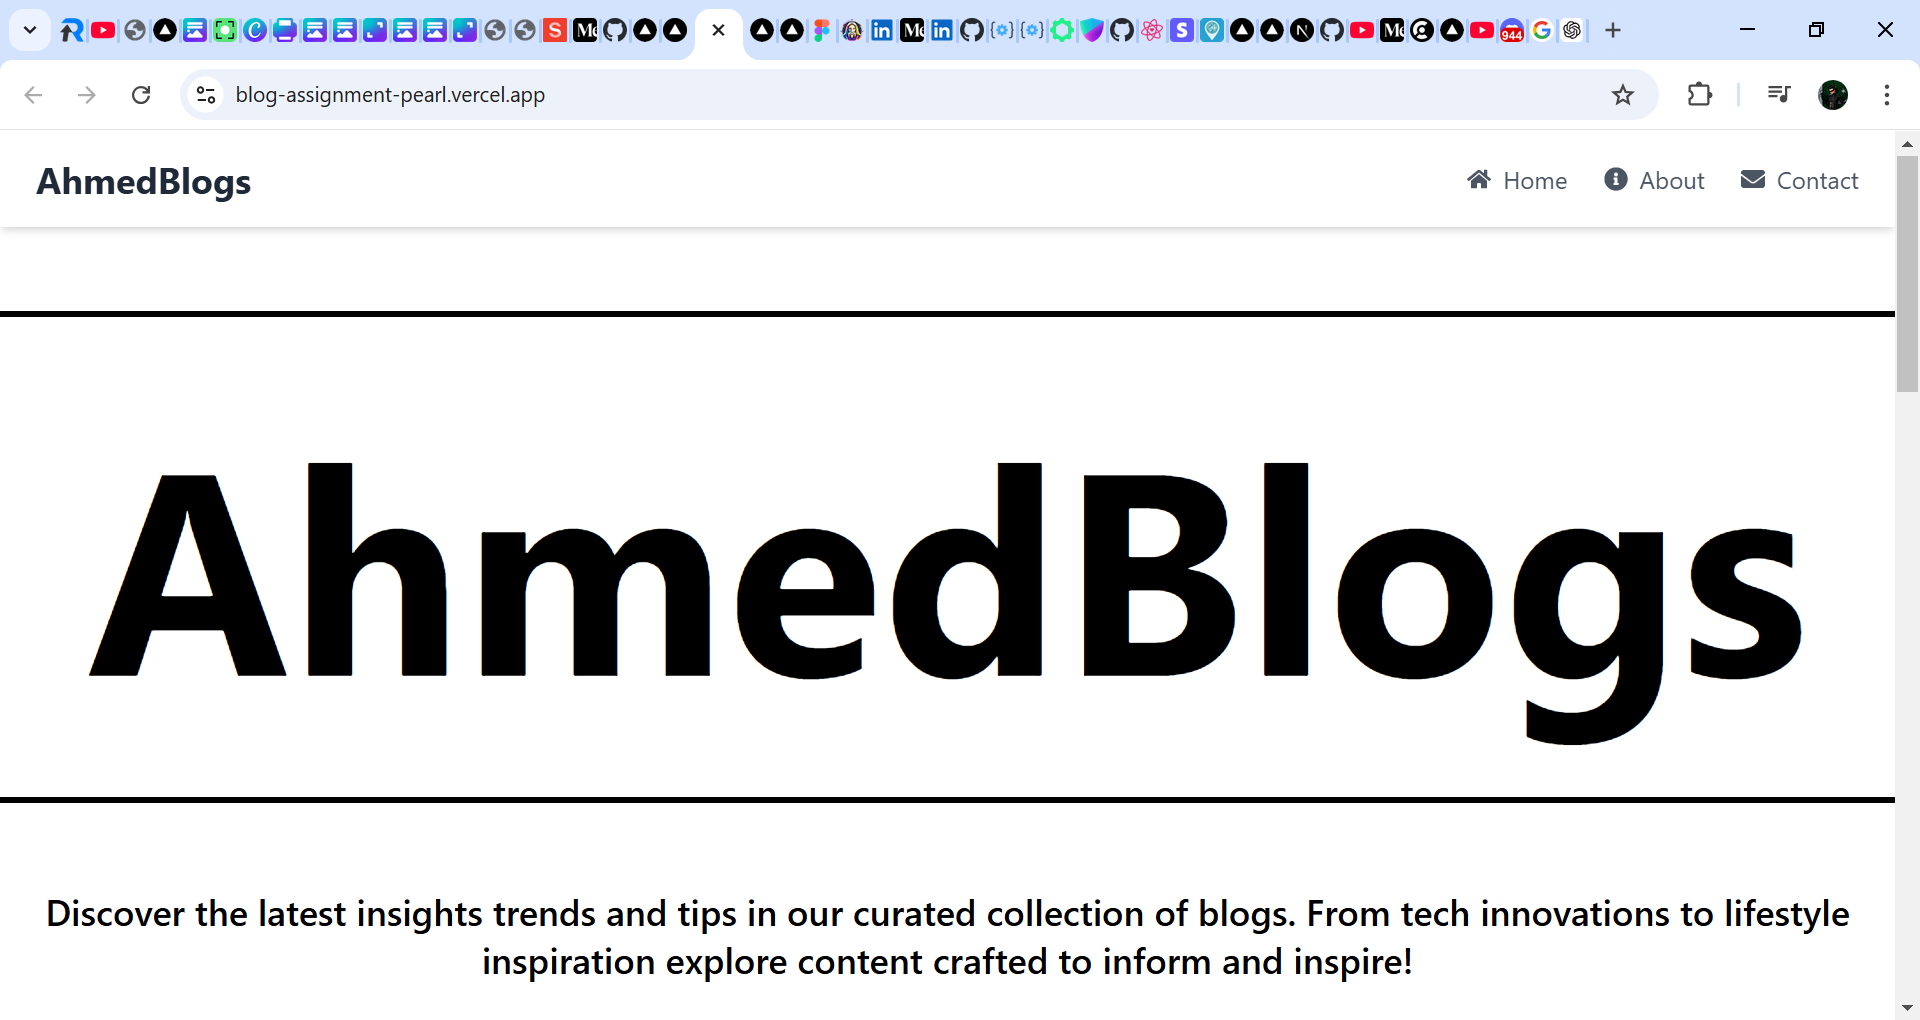 944
blog-assignment-pearl.vercel.app
AhmedBlogs
Home
About
Contact
AhmedBlogs
Discover the latest insights trends and tips in our curated collection of blogs. From tech innovations to lifestyle
inspiration explore content crafted to inform and inspire!